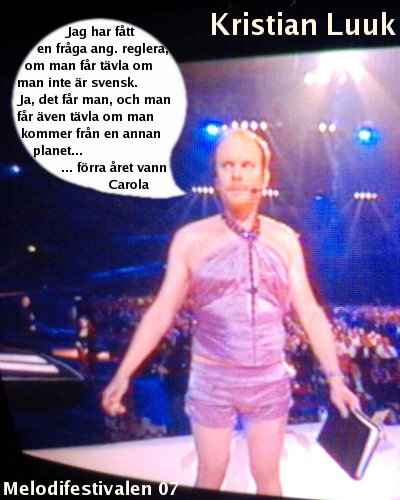 Kristian Luuk
Jag har fått
en fråga ang. reglera,
om man får tävla om
man inte är svensk.
Ja, det får man, och man
får även tävla om man
kommer från en annan
planet...
... förra året vann
Carola
Melodifestivalen 07